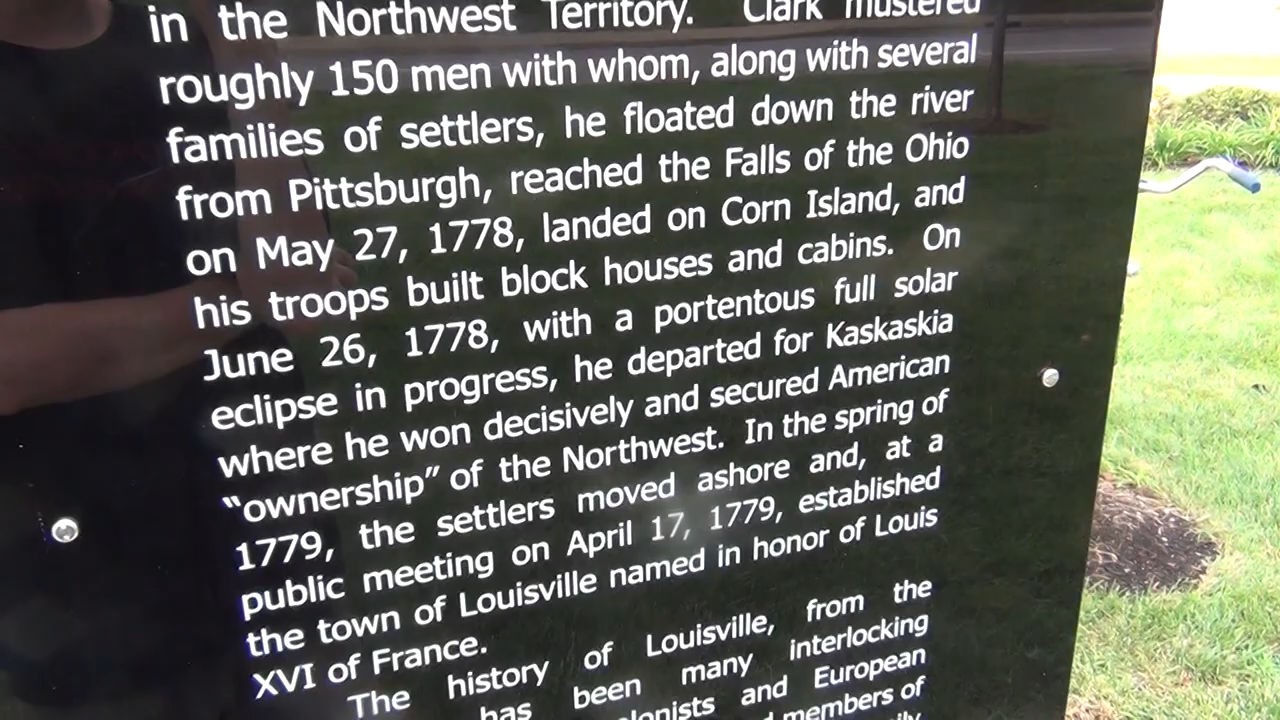 in the Northwest Territory. Clark mustered
roughly 150 men with whom, along with several
families of settlers, he floated down the river
from Pittsburgh, reached the Falls of the Ohio
on May 27, 1778, landed on Corn Island, and
his troops built block houses and cabins. On
June 26, 1778, with a portentous full solar
eclipse in progress, he departed for Kaskaskia
where he won decisively and secured American
“ownership” of the Northwest. In the spring of
1779, the settlers moved ashore and, at a
public meeting on April 17, 1779, established
the town of Louisville named in honor of Louis
XVI of France.
The history of Louisville, from the
has been many interlocking
and European
members of